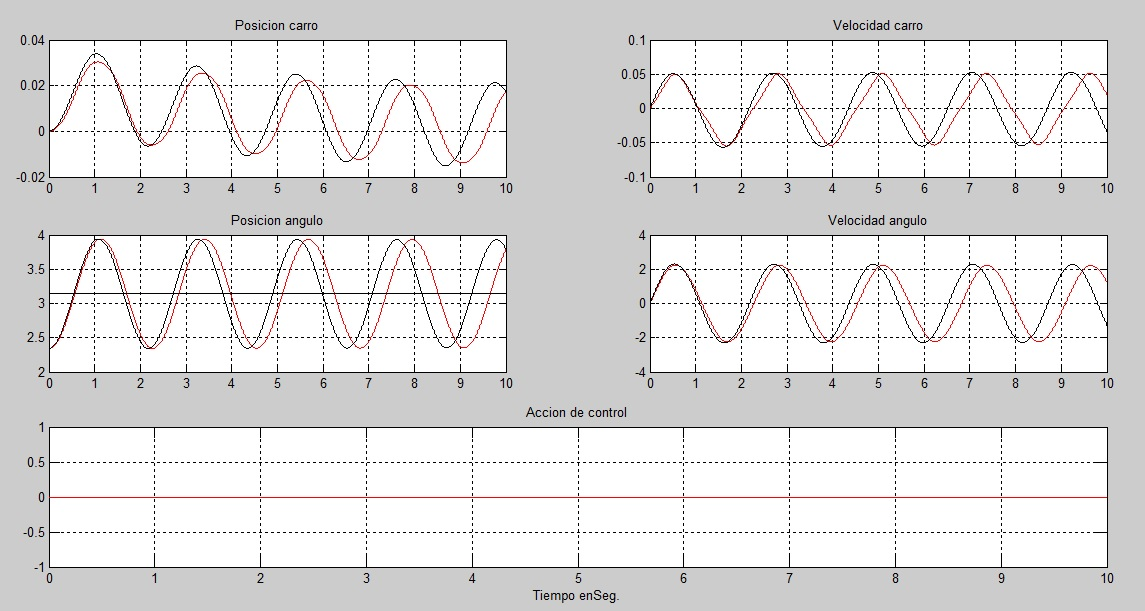 Posicion carro
0.04
0.02
0
-0.02
0 1 2 3 4 5 6 7 8 9 10
Velocidad carro
0.1
0.05
0
-0.05
-0.1
0 1 2 3 4 5 6 7 8 9 10
Posicion angulo
4
3.5
3
2.5
2
0 1 2 3 4 5 6 7 8 9 10
Velocidad angulo
4
2
0
-2
-4
0 1 2 3 4 5 6 7 8 9 10
Accion de control
1
0.5
0
-0.5
-1
0 1 2 3 4 5 6 7 8 9 10
Tiempo enSeg.